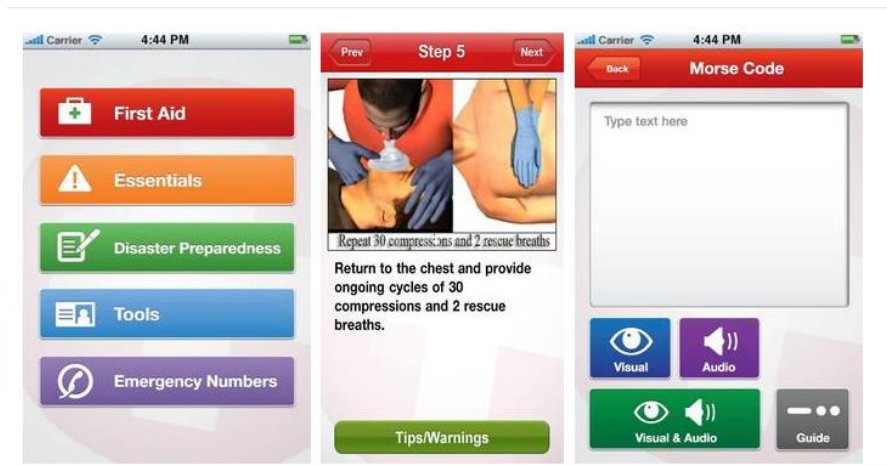 Carrier 4:44 PM
First Aid
Essentials
Disaster Preparedness
Tools
Emergency Numbers
Prev Step 5 Next
Repeat 30 compressions and 2 rescue breaths
Return to the chest and provide
ongoing cycles of 30
compressions and 2 rescue
breaths.
Tips/Warnings
Carrier 4:44 PM
Back Morse Code
Type text here
Visual Audio
Visual & Audio Guide